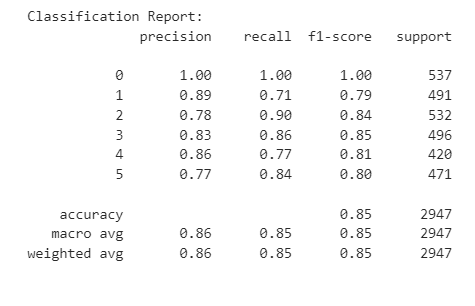 Classification Report:
precision recall f1-score support
0 1.00 1.00 1.00 537
1 0.89 0.71 0.79 491
2 0.78 0.90 0.84 532
3 0.83 0.86 0.85 496
4 0.86 0.77 0.81 420
5 0.77 0.84 0.80 471
accuracy 0.85 2947
macro avg 0.86 0.85 0.85 2947
weighted avg 0.86 0.85 0.85 2947